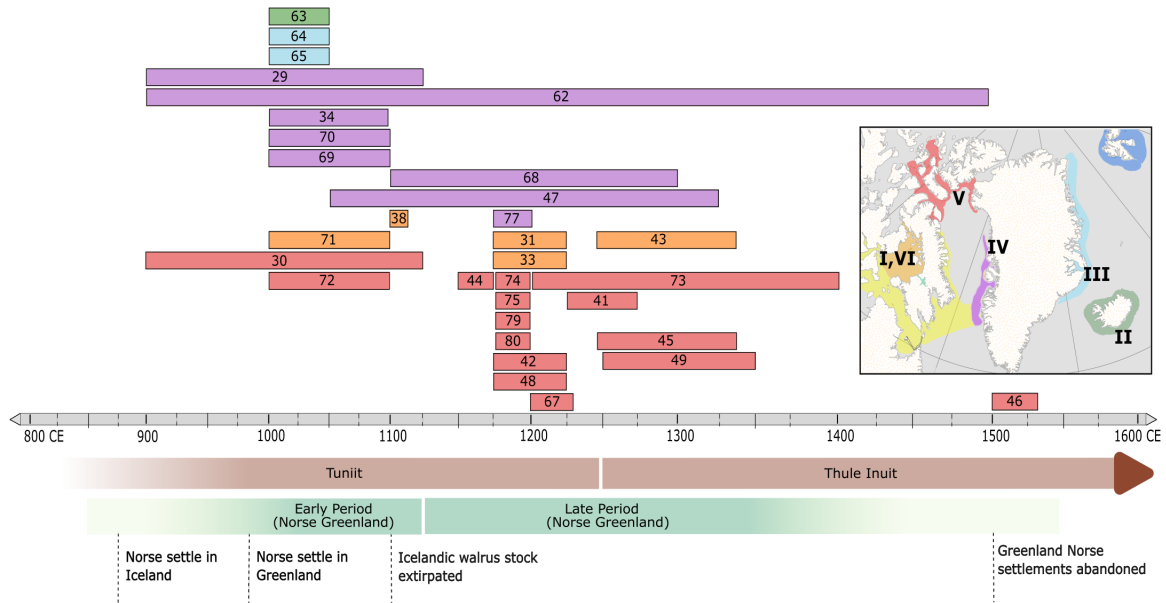 63
64
65
29
62
34
70
69
68
47
38
77
71
31
43
30
33
72
44
74
73
75
41
79
80
45
42
49
48
67
46
V
I,VI
IV
III
II
800 CE
900
1000
1100
1200
1300
1400
1500
1600 CE
Tuniit
Thule Inuit
Early Period
(Norse Greenland)
Late Period
(Norse Greenland)
Norse settle in
Iceland
Norse settle in
Greenland
Icelandic walrus stock
extirpated
Greenland Norse
settlements abandoned